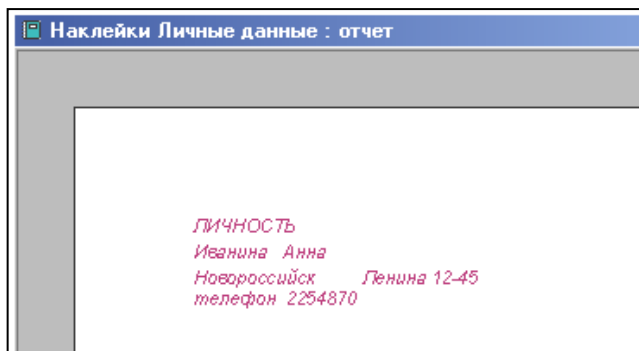 Наклейки Личные данные : отчет
ЛИЧНОСТЬ
Иванина Анна
Новороссийск Ленина 12-45
телефон 2254870